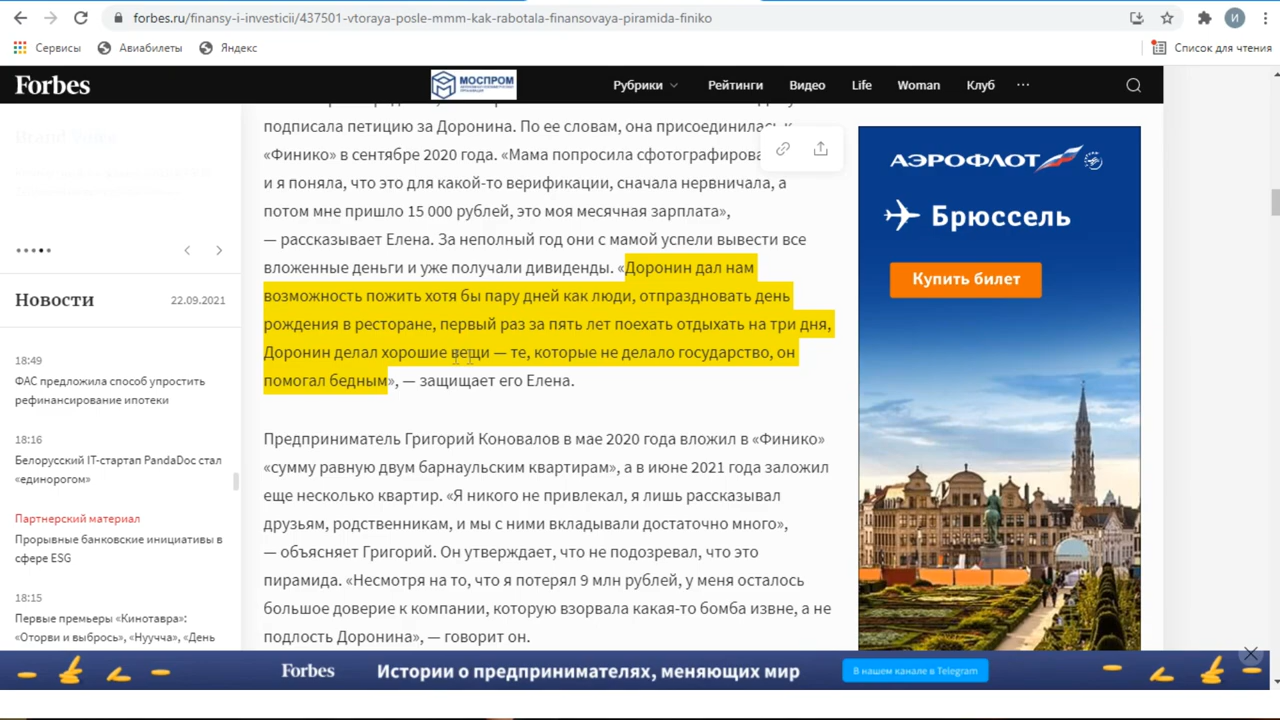 forbes.ru/finansy-i-investicii/437501-vtoraya-posle-mmm-kak-rabotala-finansovaya-piramida-finiko
И
Сервисы
Авиабилеты
Яндекс
Список для чтения
Forbes
МОСПРОМ
Рубрики
Рейтинги
Видео
Life
Woman
Клуб
подписала петицию за Доронина. По ее словам, она присоединилась к
«Финико» в сентябре 2020 года. «Мама попросила
и я поняла, что это для какой-то верификации, сначала нервничала, а
потом мне пришло 15 000 рублей, это моя месячная зарплата»,
— рассказывает Елена. За неполный год они с мамой успели вывести все
вложенные деньги и уже получали дивиденды. «Доронин дал нам
возможность пожить хотя бы пару дней как люди, отпраздновать день
рождения в ресторане, первый раз за пять лет поехать отдыхать на три дня,
Доронин делал хорошие вещи — те, которые не делало государство, он
помогал бедным», — защищает его Елена.
Предприниматель Григорий Коновалов в мае 2020 года вложил в «Финико»
«сумму равную двум барнаульским квартирам», а в июне 2021 года заложил
еще несколько квартир. «Я никого не привлекал, я лишь рассказывал
друзьям, родственникам, и мы с ними вкладывали достаточно много»,
— объясняет Григорий. Он утверждает, что не подозревал, что это
пирамида. «Несмотря на то, что я потерял 9 млн рублей, у меня осталось
большое доверие к компании, которую взорвала какая-то бомба извне, а не
подлость Доронина», — говорит он.
Новости
22.09.2021
18:49
ФАС предложила способ упростить
рефинансирование ипотеки
18:16
Белорусский IT-стартап PandaDoc стал
«единорогом»
Партнерский материал
Прорывные банковские инициативы в
сфере ESG
18:15
Первые премьеры «Кинотавра»:
«Оторви и выбрось», «Нуучча», «День
АЭРОФЛОТ
Брюссель
Купить билет
Forbes
Истории о предпринимателях, меняющих мир
В нашем канале в Telegram